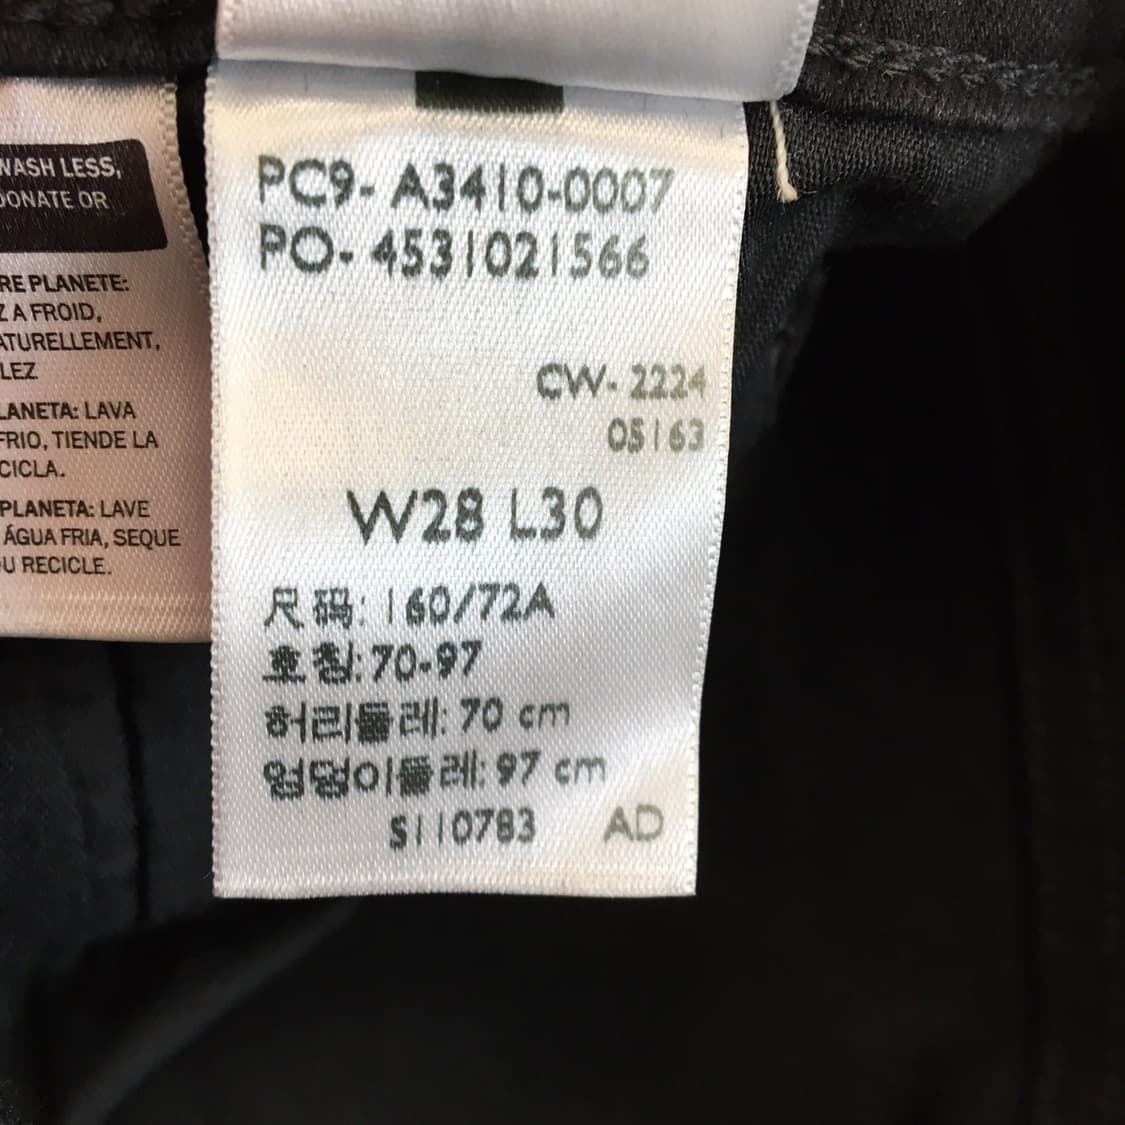 WASH LESS,
DONATE OR
RE PLANETE:
Z A FROID,
ATURELLEMENT,
LEZ
LANETA: LAVA
FRIO, TIENDE LA
CICLA.
PLANETA: LAVE
ÁGUA FRIA, SEQUE
OU RECICLE.
PC9- A3410-0007
PO- 4531021566
CW- 2224
05163
W28 L30
尺码: 160/72A
호칭: 70-97
허리둘레: 70 cm
엉덩이둘레: 97 cm
S110783 AD